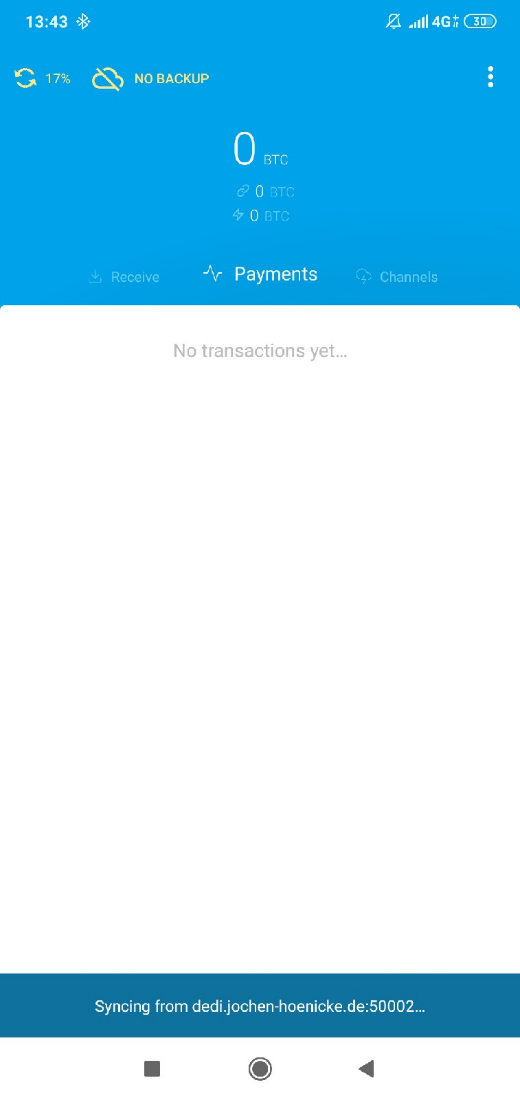 13:43 4G 30
17% NO BACKUP
0 BTC
0 BTC
0 BTC
Receive Payments Channels
No transactions yet...
Syncing from dedi.jochen-hoenicke.de:50002...